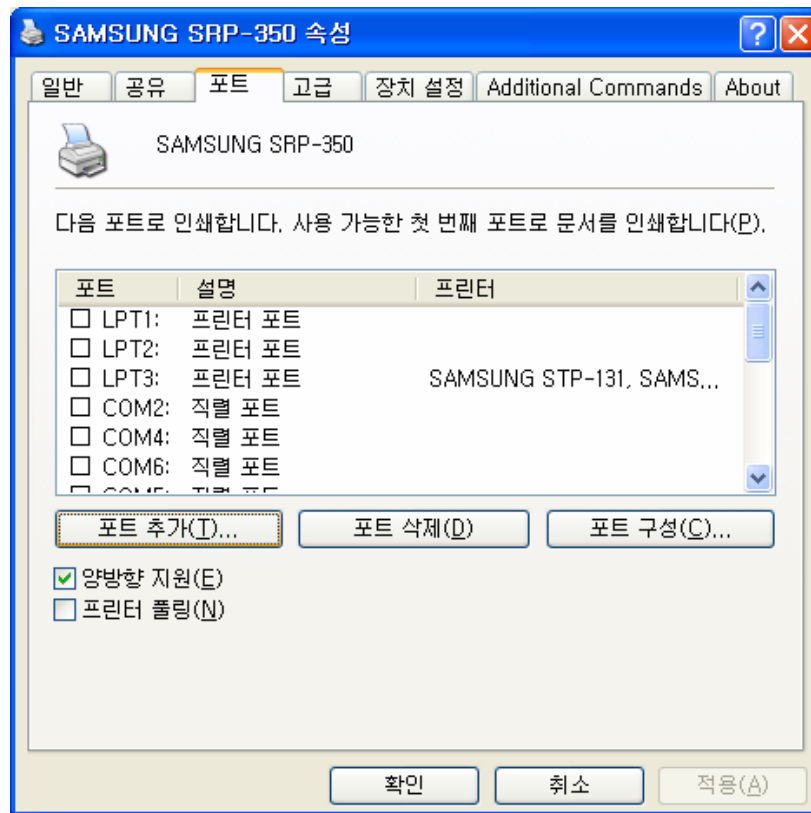 SAMSUNG SRP-350 속성
일반 공유 포트 고급 장치 설정 Additional Commands About
SAMSUNG SRP-350
다음 포트로 인쇄합니다. 사용 가능한 첫 번째 포트로 문서를 인쇄합니다(P).
포트 설명 프린터
LPT1: 프린터 포트
LPT2: 프린터 포트
LPT3: 프린터 포트 SAMSUNG STP-131, SAMS...
COM2: 직렬 포트
COM4: 직렬 포트
COM6: 직렬 포트
포트 추가(T)... 포트 삭제(D) 포트 구성(C)...
양방향 지원(E)
프린터 풀링(N)
확인 취소 적용(A)